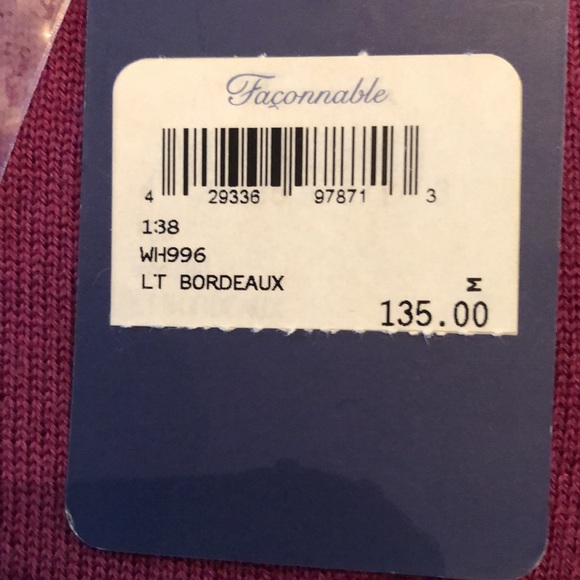 Façonnable
4 29336 97871 3
138
WH996
LT BORDEAUX
M
135.00